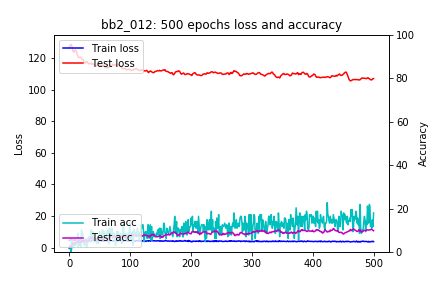 bb2_012: 500 epochs loss and accuracy
Train loss
Test loss
Train acc
Test acc
Loss
120
100
80
60
40
20
0
0
100
200
300
400
500
100
80
60
40
20
0
Accuracy